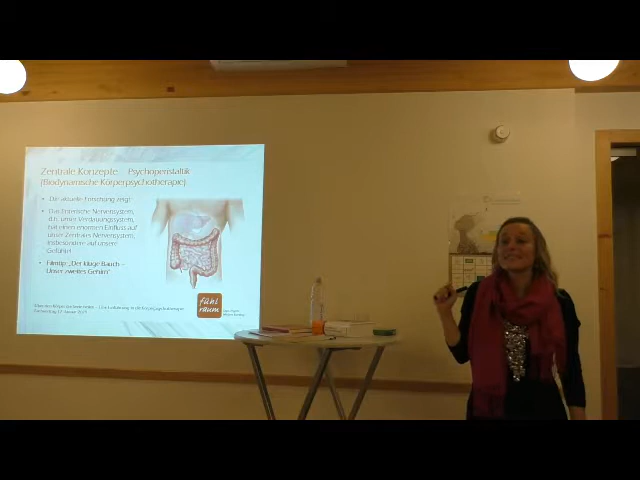 Zentrale Konzepte Psychoperistaltik
(Biodynamische Körperpsychotherapie)
• Die aktuelle Forschung zeigt:
• Das Enterische Nervensystem,
d.h. unser Verdauungssystem,
hat einen enormen Einfluss auf
unser Zentrales Nervensystem,
insbesondere auf unsere
Gefühle!
• Filmtipp: „Der kluge Bauch –
Unser zweites Gehirn"
fühl
raum